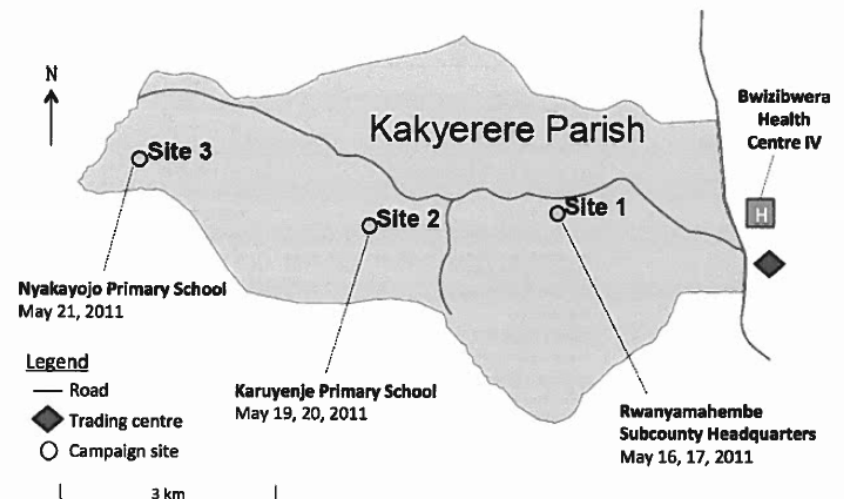 N
Kakyerere Parish
Bwizibwera
Health
Centre IV
H
Site 3
Site 2
Site 1
Nyakayojo Primary School
May 21, 2011
Karuyenje Primary School
May 19, 20, 2011
Rwanyamahembe
Subcounty Headquarters
May 16, 17, 2011
Legend
Road
Trading centre
Campaign site
3 km